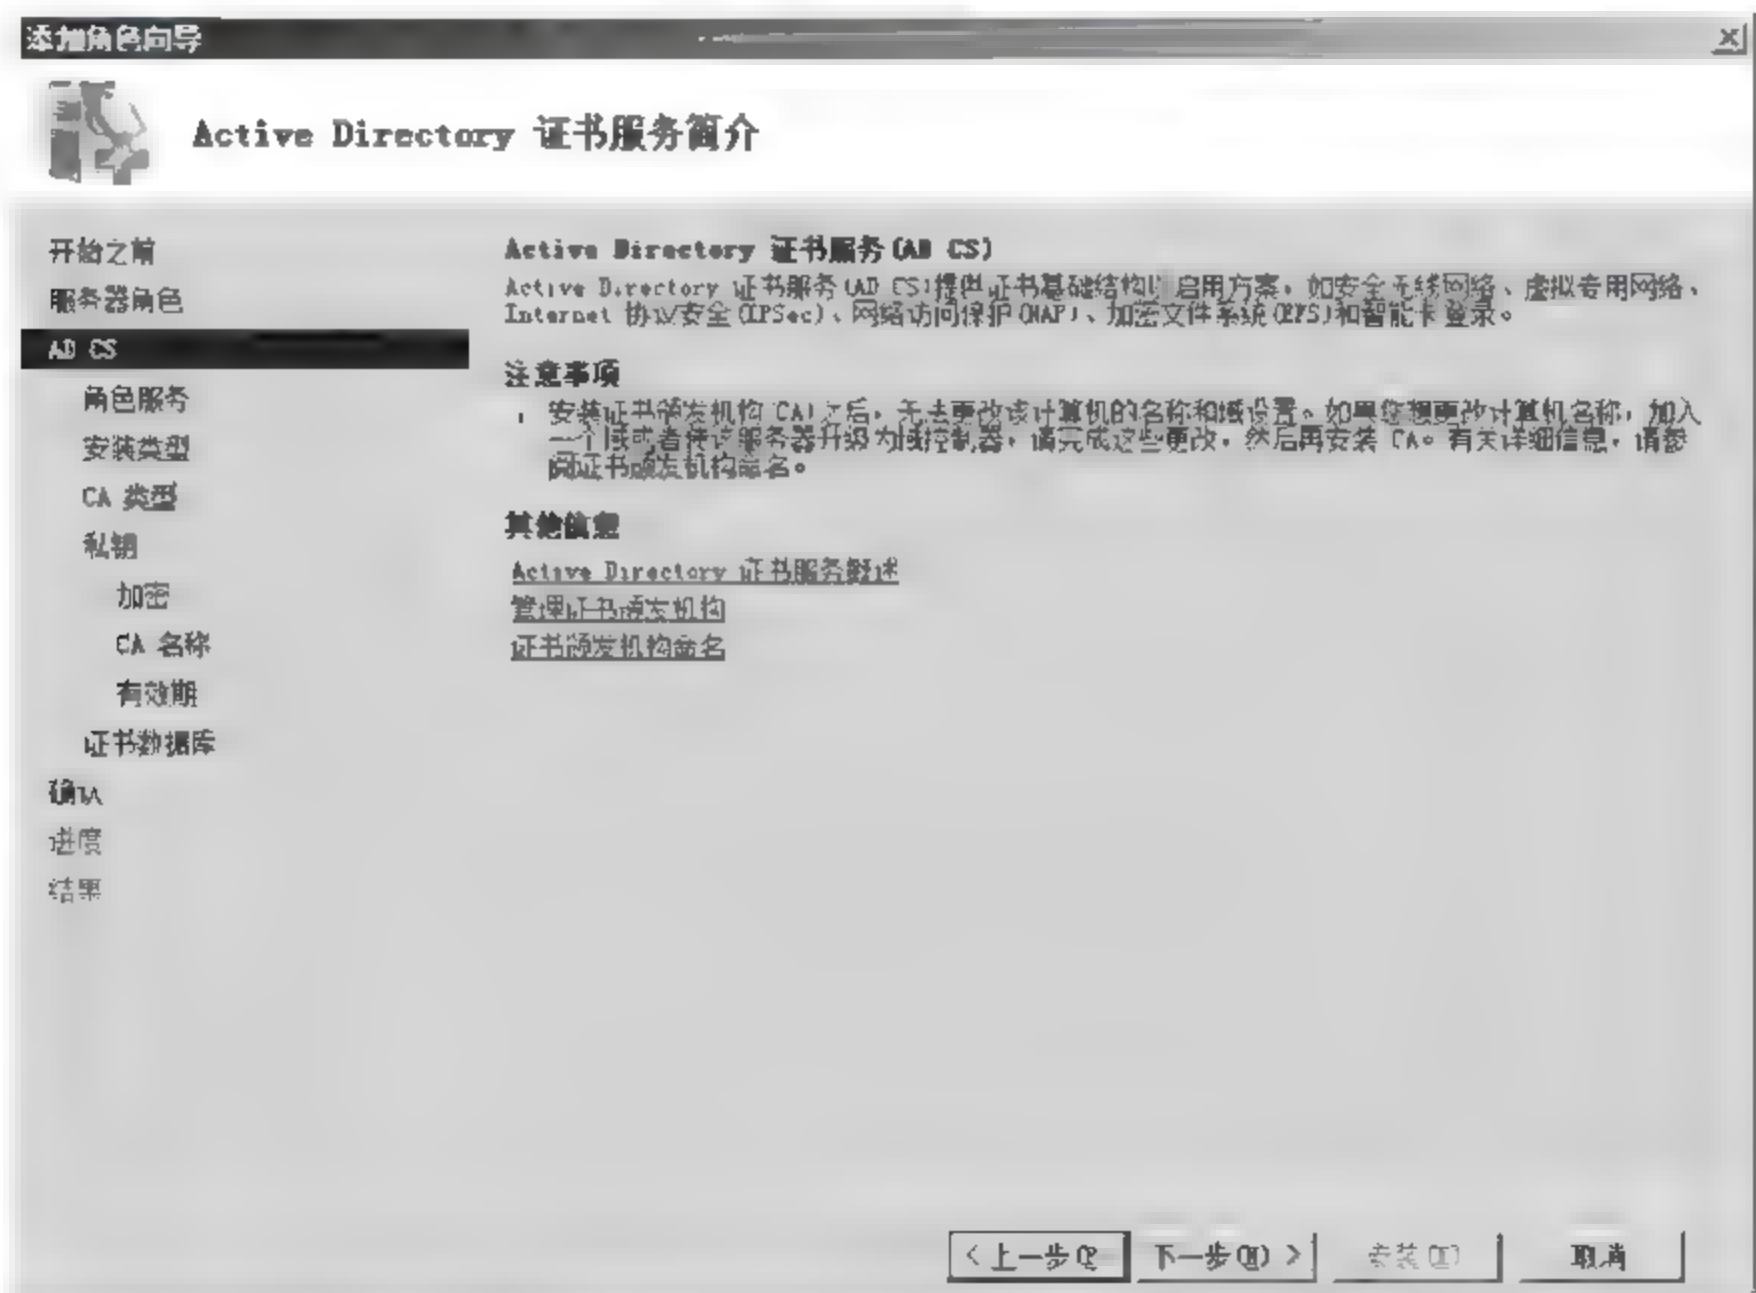 添加角色向导
Active Directory 证书服务简介
开始之前
服务器角色
AD CS
角色服务
安装类型
CA 类型
私钥
加密
CA 名称
有效期
证书数据库
确认
进度
结果
Active Directory 证书服务(AD CS)
Active Directory 证书服务(AD CS)提供证书基础结构以启用方案，如安全无线网络、虚拟专用网络、
Internet 协议安全(IPSec)、网络访问保护(NAP)、加密文件系统(EFS)和智能卡登录。
注意事项
安装证书颁发机构(CA)之后，无法更改该计算机的名称和域设置。如果您想更改计算机名称，加入
一个域或者使该服务器升级为域控制器，请完成这些更改，然后再安装 CA。有关详细信息，请参
阅证书颁发机构命名。
其他信息
Active Directory 证书服务概述
管理证书颁发机构
证书颁发机构命名
< 上一步(P)
下一步(N) >
安装(I)
取消